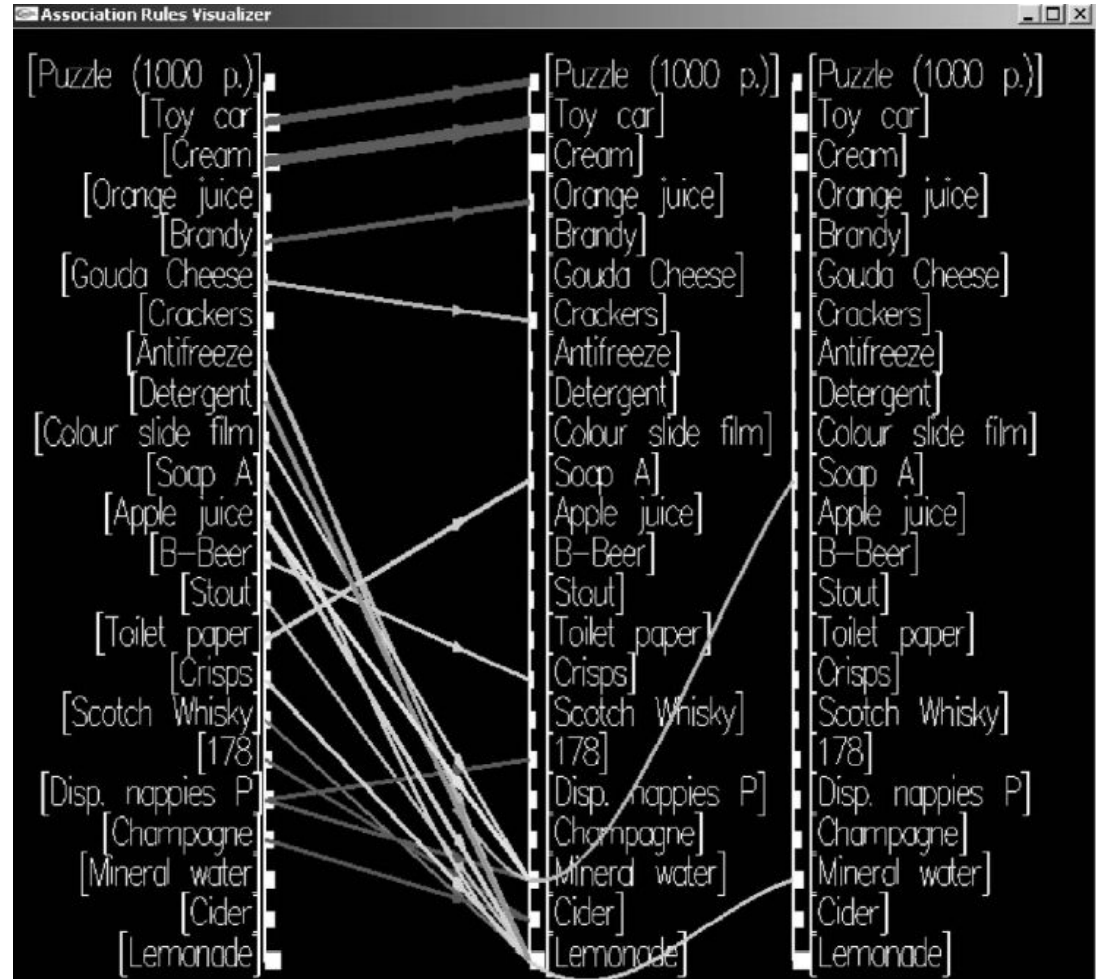 Association Rules Visualizer
[Puzzle (1000 p.)] [Puzzle (1000 p.)] [Puzzle (1000 p.)]
[Toy car] [Toy car] [Toy car]
[Cream] [Cream] [Cream]
[Orange juice] [Orange juice] [Orange juice]
[Brandy] [Brandy] [Brandy]
[Gouda Cheese] [Gouda Cheese] [Gouda Cheese]
[Crackers] [Crackers] [Crackers]
[Antifreeze] [Antifreeze] [Antifreeze]
[Detergent] [Detergent] [Detergent]
[Colour slide film] [Colour slide film] [Colour slide film]
[Soap A] [Soap A] [Soap A]
[Apple juice] [Apple juice] [Apple juice]
[B-Beer] [B-Beer] [B-Beer]
[Stout] [Stout] [Stout]
[Toilet paper] [Toilet paper] [Toilet paper]
[Crisps] [Crisps] [Crisps]
[Scotch Whisky] [Scotch Whisky] [Scotch Whisky]
[178] [178] [178]
[Disp. nappies P] [Disp. nappies P] [Disp. nappies P]
[Champagne] [Champagne] [Champagne]
[Mineral water] [Mineral water] [Mineral water]
[Cider] [Cider] [Cider]
[Lemonade] [Lemonade] [Lemonade]